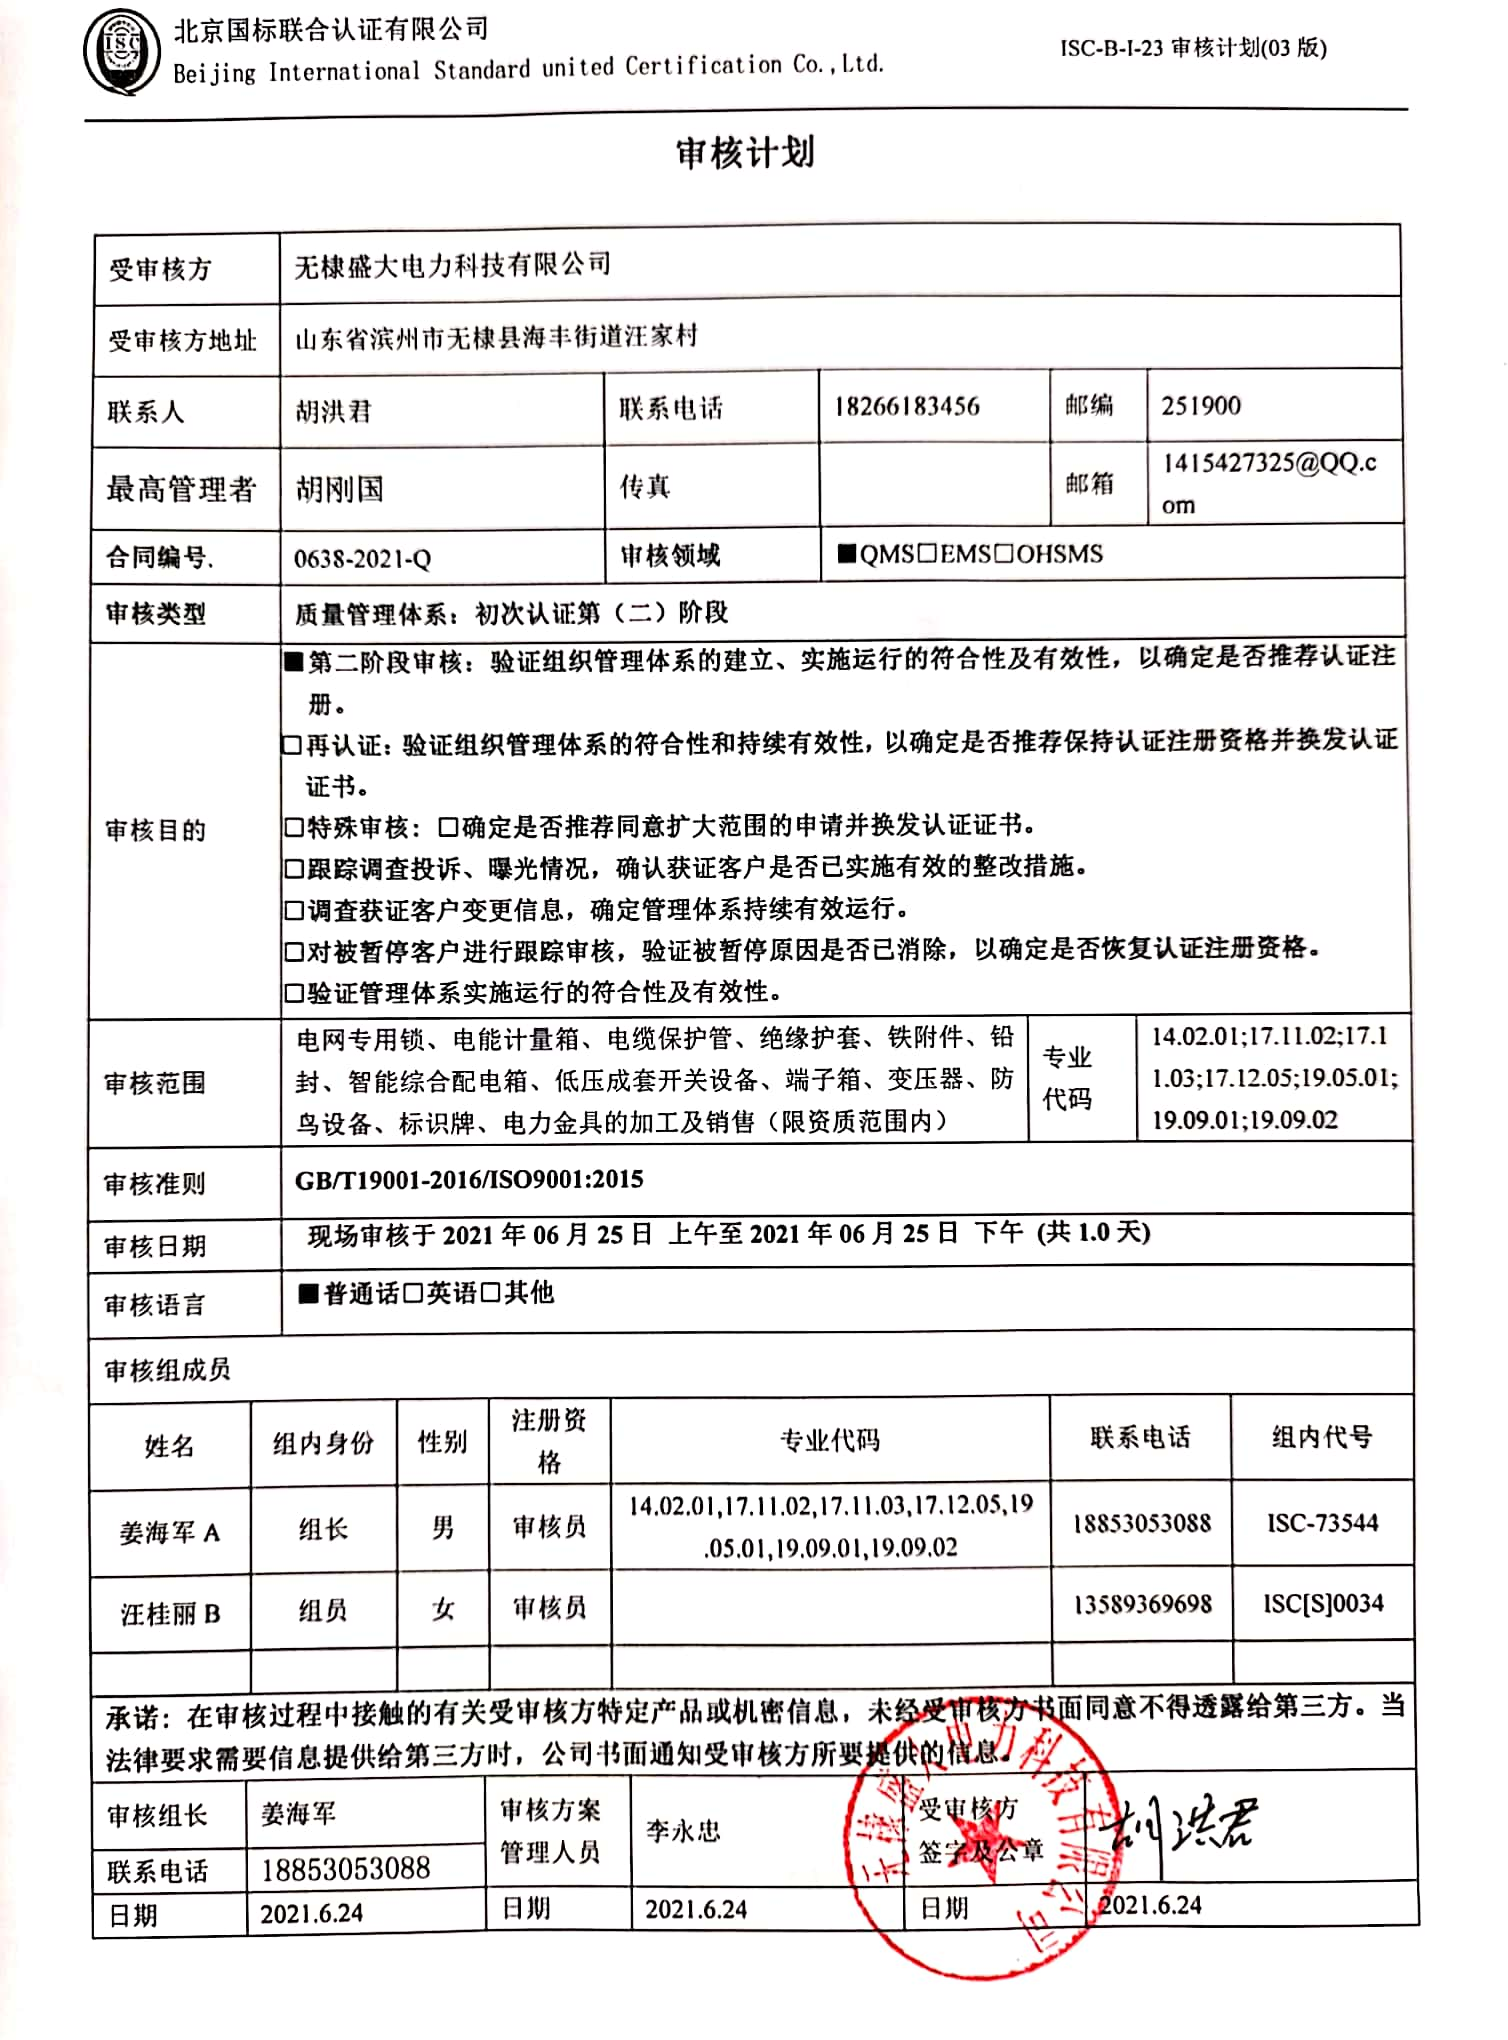 ISC
北京国标联合认证有限公司
Beijing International Standard united Certification Co.,Ltd.
ISC-B-I-23 审核计划(03 版)
审核计划
受审核方 无棣盛大电力科技有限公司
受审核方地址 山东省滨州市无棣县海丰街道汪家村
联系人 胡洪君 联系电话 18266183456 邮编 251900
最高管理者 胡刚国 传真 邮箱 1415427325@QQ.c
om
合同编号. 0638-2021-Q 审核领域 ■QMS□EMS□OHSMS
审核类型 质量管理体系：初次认证第（二）阶段
审核目的
■第二阶段审核：验证组织管理体系的建立、实施运行的符合性及有效性，以确定是否推荐认证注
册。
□再认证：验证组织管理体系的符合性和持续有效性，以确定是否推荐保持认证注册资格并换发认证
证书。
□特殊审核：□确定是否推荐同意扩大范围的申请并换发认证证书。
□跟踪调查投诉、曝光情况，确认获证客户是否已实施有效的整改措施。
□调查获证客户变更信息，确定管理体系持续有效运行。
□对被暂停客户进行跟踪审核，验证被暂停原因是否已消除，以确定是否恢复认证注册资格。
□验证管理体系实施运行的符合性及有效性。
审核范围
电网专用锁、电能计量箱、电缆保护管、绝缘护套、铁附件、铅
封、智能综合配电箱、低压成套开关设备、端子箱、变压器、防
鸟设备、标识牌、电力金具的加工及销售（限资质范围内）
专业
代码
14.02.01;17.11.02;17.1
1.03;17.12.05;19.05.01;
19.09.01;19.09.02
审核准则 GB/T19001-2016/ISO9001:2015
审核日期 现场审核于 2021 年 06 月 25 日 上午至 2021 年 06 月 25 日 下午 (共 1.0 天)
审核语言 ■普通话□英语□其他
审核组成员
姓名 组内身份 性别 注册资
格 专业代码 联系电话 组内代号
姜海军 A 组长 男 审核员 14.02.01,17.11.02,17.11.03,17.12.05,19
.05.01,19.09.01,19.09.02 18853053088 ISC-73544
汪桂丽 B 组员 女 审核员 13589369698 ISC[S]0034
承诺：在审核过程中接触的有关受审核方特定产品或机密信息，未经受审核方书面同意不得透露给第三方。当
法律要求需要信息提供给第三方时，公司书面通知受审核方所要提供的信息。
审核组长 姜海军 审核方案
管理人员 李永忠 受审核方
签字及公章 胡洪君
联系电话 18853053088
日期 2021.6.24 日期 2021.6.24 日期 2021.6.24
无棣盛大电力科技有限公司